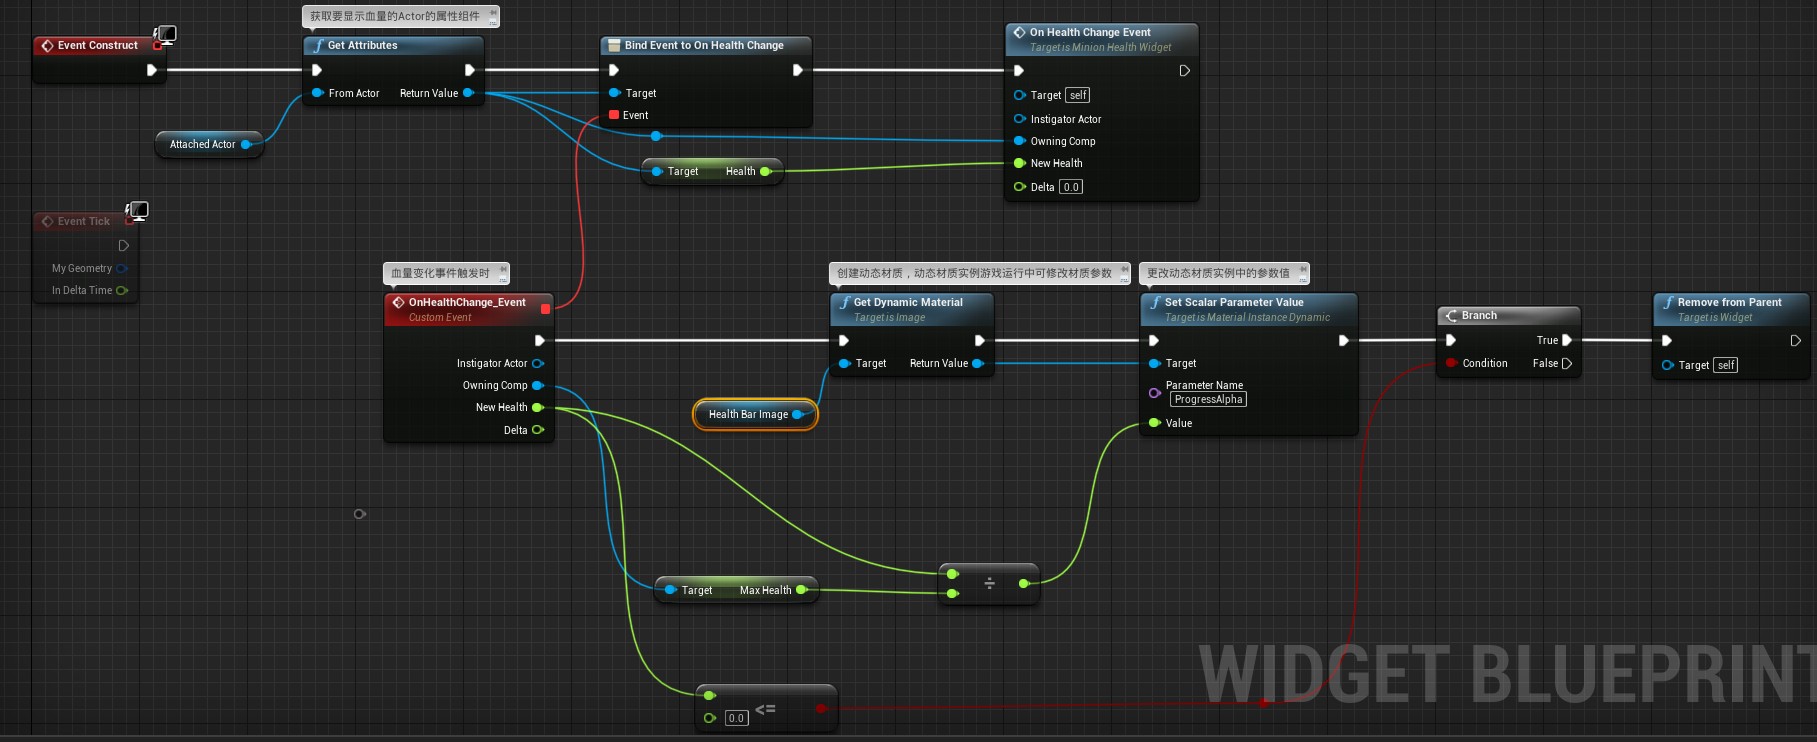 获取要显示血量的Actor的属性组件
Event Construct
Get Attributes
From Actor
Return Value
Attached Actor
Bind Event to On Health Change
Target
Event
Target
Health
On Health Change Event
Target is Minion Health Widget
Target
self
Instigator Actor
Owning Comp
New Health
Delta
0.0
Event Tick
My Geometry
In Delta Time
血量变化事件触发时
OnHealthChange_Event
Custom Event
Instigator Actor
Owning Comp
New Health
Delta
创建动态材质，动态材质实例游戏运行中可修改材质参数
Get Dynamic Material
Target is Image
Target
Return Value
Health Bar Image
更改动态材质实例中的参数值
Set Scalar Parameter Value
Target is Material Instance Dynamic
Target
Parameter Name
ProgressAlpha
Value
Branch
True
Condition
False
Remove from Parent
Target is Widget
Target
self
Target
Max Health
÷
0.0
<=
WIDGET BLUEPRINT